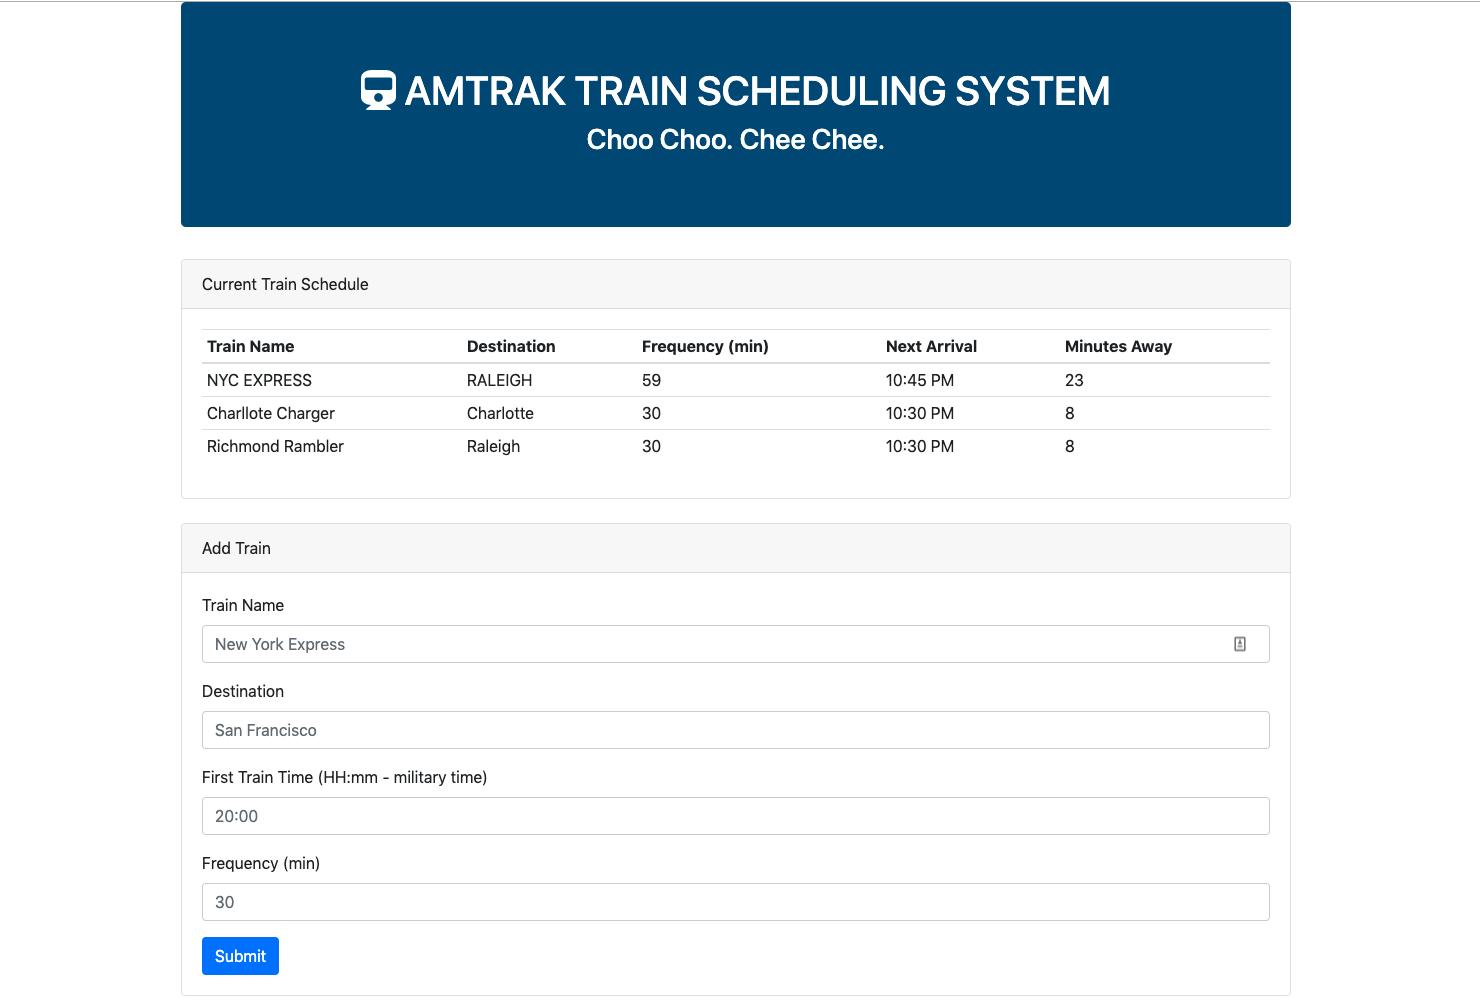 AMTRAK TRAIN SCHEDULING SYSTEM
Choo Choo. Chee Chee.
Current Train Schedule
Train Name Destination Frequency (min) Next Arrival Minutes Away
NYC EXPRESS RALEIGH 59 10:45 PM 23
Charllote Charger Charlotte 30 10:30 PM 8
Richmond Rambler Raleigh 30 10:30 PM 8
Add Train
Train Name
New York Express
Destination
San Francisco
First Train Time (HH:mm - military time)
20:00
Frequency (min)
30
Submit